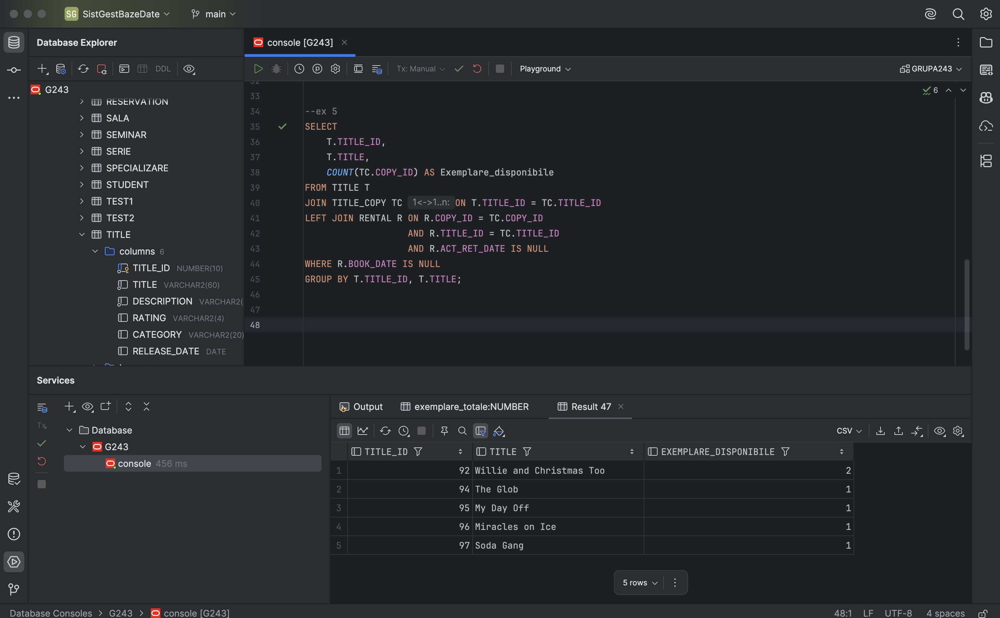 SG SistGestBazeDate main
Database Explorer
DDL
G243
RESERVATION
SALA
SEMINAR
SERIE
SPECIALIZARE
STUDENT
TEST1
TEST2
TITLE
columns 6
TITLE_ID NUMBER(10)
TITLE VARCHAR2(60)
DESCRIPTION VARCHAR2(
RATING VARCHAR2(4)
CATEGORY VARCHAR2(20)
RELEASE_DATE DATE
console [G243]
Tx: Manual Playground GRUPA243
6
32
33
34 --ex 5
35 SELECT
36 T.TITLE_ID,
37 T.TITLE,
38 COUNT(TC.COPY_ID) AS Exemplare_disponibile
39 FROM TITLE T
40 JOIN TITLE_COPY TC 1<->1..n: ON T.TITLE_ID = TC.TITLE_ID
41 LEFT JOIN RENTAL R ON R.COPY_ID = TC.COPY_ID
42 AND R.TITLE_ID = TC.TITLE_ID
43 AND R.ACT_RET_DATE IS NULL
44 WHERE R.BOOK_DATE IS NULL
45 GROUP BY T.TITLE_ID, T.TITLE;
46
47
48
Services
Tx
Database
G243
console 456 ms
Output exemplare_totale:NUMBER Result 47
CSV
TITLE_ID TITLE EXEMPLARE_DISPONIBILE
1 92 Willie and Christmas Too 2
2 94 The Glob 1
3 95 My Day Off 1
4 96 Miracles on Ice 1
5 97 Soda Gang 1
5 rows
Database Consoles > G243 > console [G243]
48:1 LF UTF-8 4 spaces